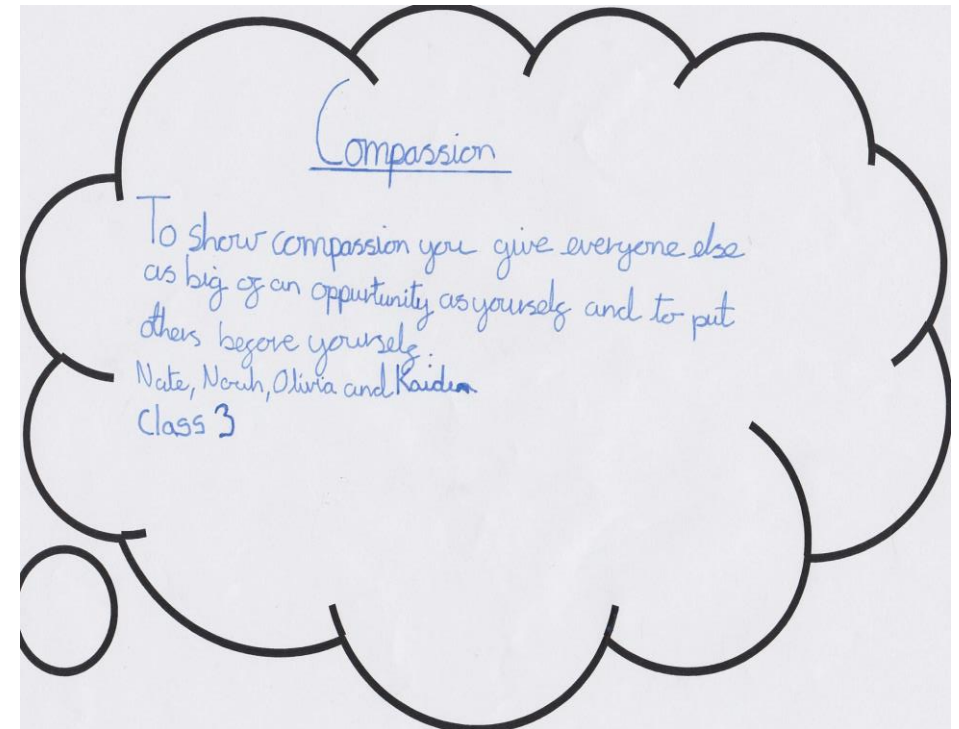 Compassion
To show compassion you give everyone else
as big of an oppurtunity as yourself and to put
others before yourself.
Nate, Noah, Olivia and Kaiden
Class 3